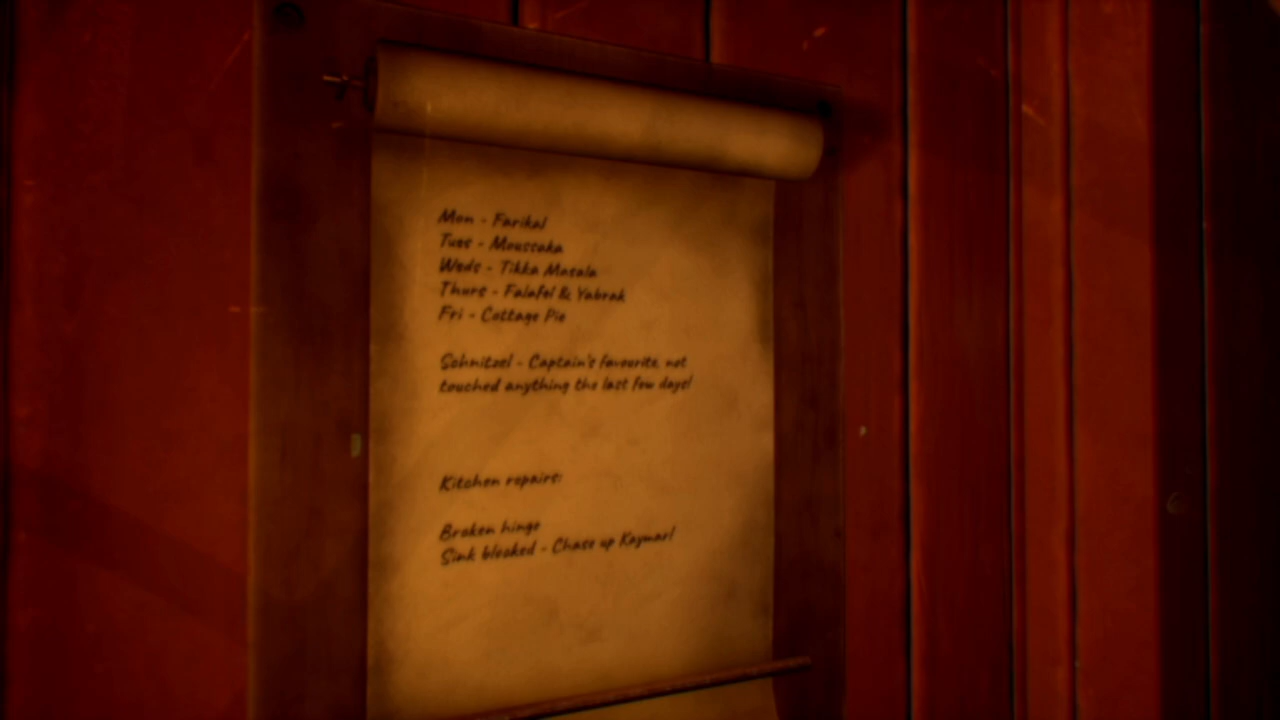 Mon - Farikal
Tues - Moussaka
Weds - Tikka Masala
Thurs - Falafel & Yabrak
Fri - Cottage Pie
Schnitzel - Captain's favourite, not
touched anything the last few days!
Kitchen repairs:
Broken hinge
Sink blocked - Chase up Kaymar!